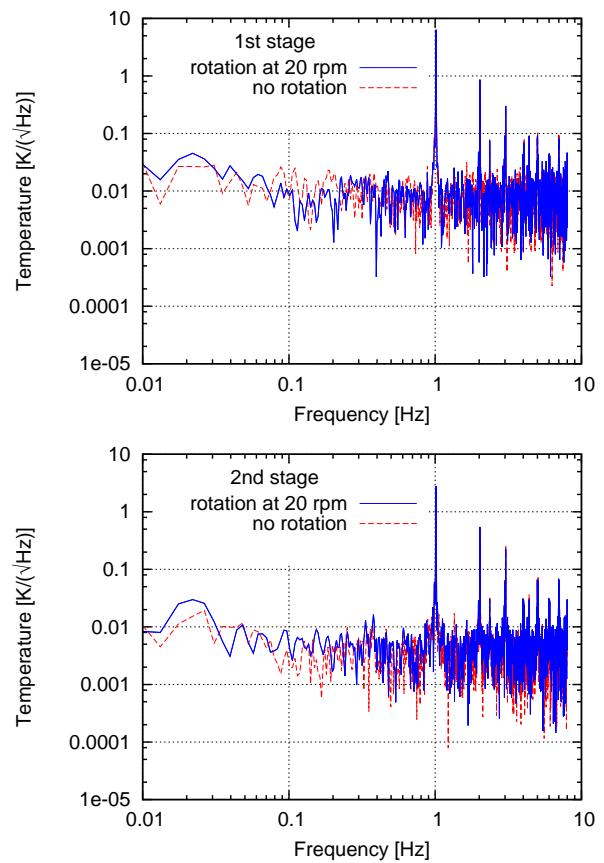 10
1
0.1
0.01
0.001
0.0001
1e-05
Temperature [K/(√Hz)]
1st stage
rotation at 20 rpm
no rotation
0.01 0.1 1 10
Frequency [Hz]
10
1
0.1
0.01
0.001
0.0001
1e-05
Temperature [K/(√Hz)]
2nd stage
rotation at 20 rpm
no rotation
0.01 0.1 1 10
Frequency [Hz]